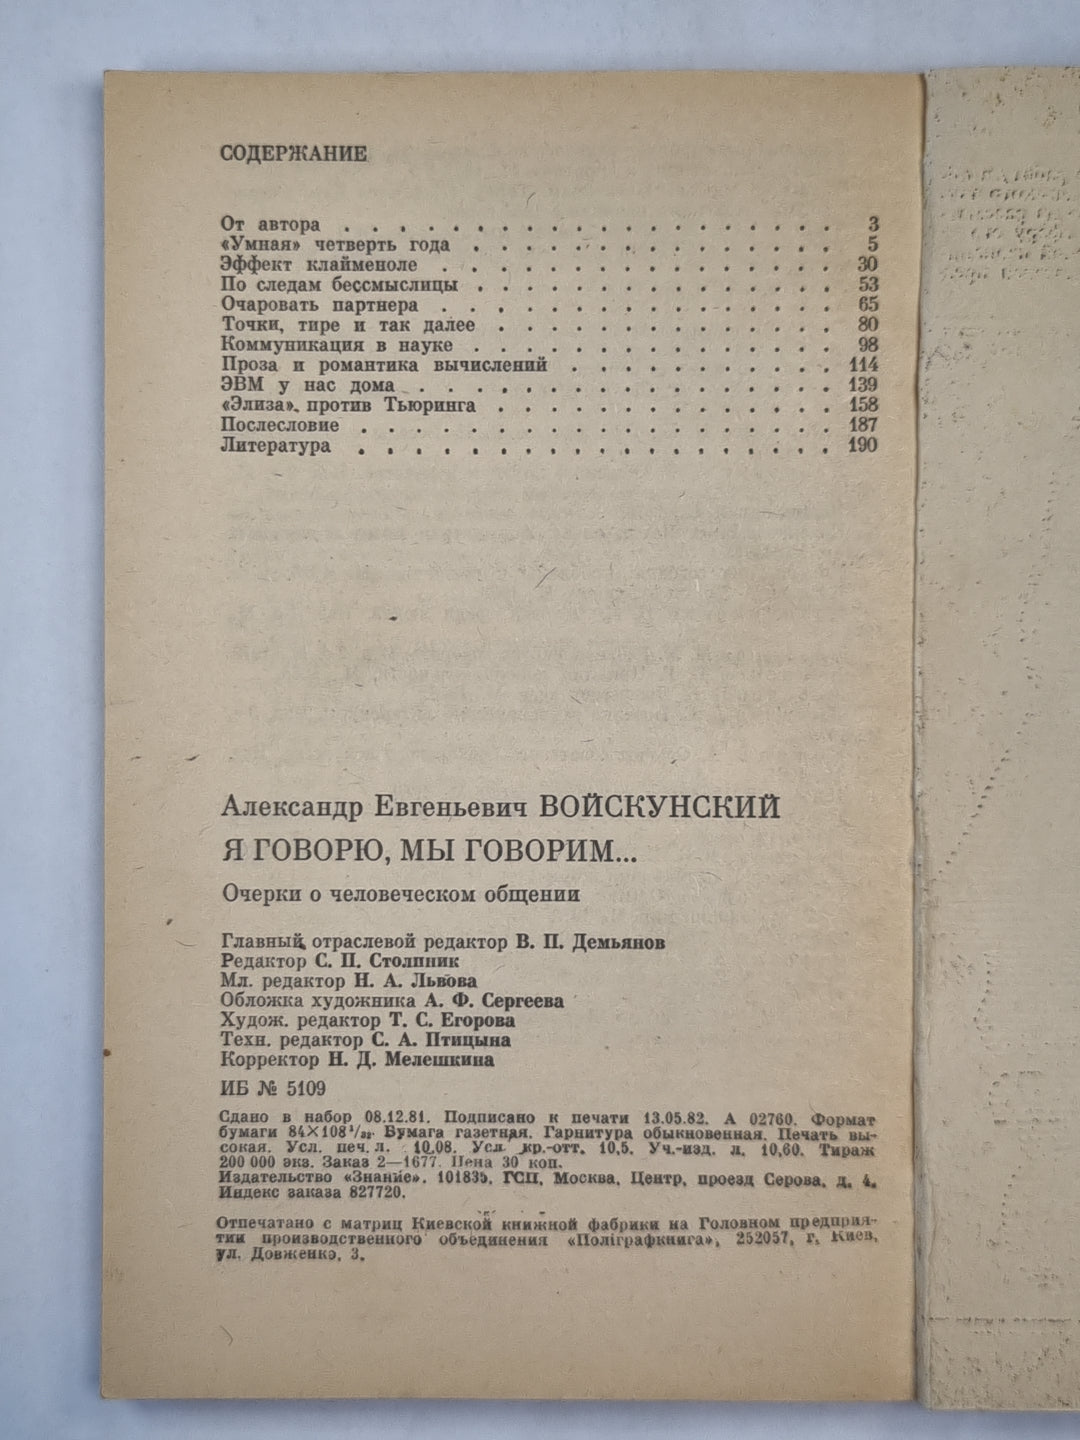 СОДЕРЖАНИЕ
От автора . . . . . . . . . . . . . . . . . . 3
«Умная» четверть года . . . . . . . . . . . . . 5
Эффект клайменоле . . . . . . . . . . . . . . 30
По следам бессмыслицы . . . . . . . . . . . . . 53
Очаровать партнера . . . . . . . . . . . . . . 65
Точки, тире и так далее . . . . . . . . . . . . 80
Коммуникация в науке . . . . . . . . . . . . . 98
Проза и романтика вычислений . . . . . . . . . . 114
ЭВМ у нас дома . . . . . . . . . . . . . . . 139
«Элиза» против Тьюринга . . . . . . . . . . . . 158
Послесловие . . . . . . . . . . . . . . . . . 187
Литература . . . . . . . . . . . . . . . . . 190
Александр Евгеньевич ВОЙСКУНСКИЙ
Я ГОВОРЮ, МЫ ГОВОРИМ...
Очерки о человеческом общении
Главный отраслевой редактор В. П. Демьянов
Редактор С. П. Столпник
Мл. редактор Н. А. Львова
Обложка художника А. Ф. Сергеева
Худож. редактор Т. С. Егорова
Техн. редактор С. А. Птицына
Корректор Н. Д. Мелешкина
ИБ № 5109
Сдано в набор 08.12.81. Подписано к печати 13.05.82. А 02760. Формат
бумаги 84×108 1/32. Бумага газетная. Гарнитура обыкновенная. Печать вы-
сокая. Усл. печ. л. 10,08. Усл. кр.-отт. 10,5. Уч.-изд. л. 10,60. Тираж
200 000 экз. Заказ 2—1677. Цена 30 коп.
Издательство «Знание». 101835, ГСП, Москва, Центр, проезд Серова, д. 4.
Индекс заказа 827720.
Отпечатано с матриц Киевской книжной фабрики на Головном предприя-
тии производственного объединения «Поліграфкнига», 252057, г. Киев,
ул. Довженко, 3.